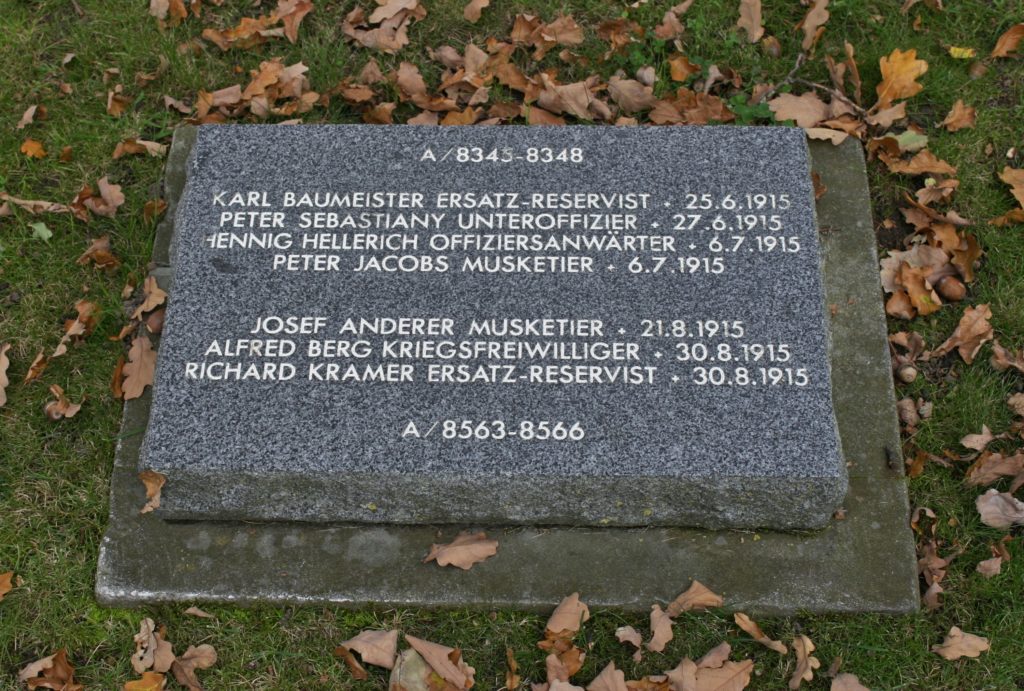 A/8345-8348
KARL BAUMEISTER ERSATZ-RESERVIST + 25.6.1915
PETER SEBASTIANY UNTEROFFIZIER + 27.6.1915
HENNIG HELLERICH OFFIZIERSANWÄRTER + 6.7.1915
PETER JACOBS MUSKETIER + 6.7.1915
JOSEF ANDERER MUSKETIER + 21.8.1915
ALFRED BERG KRIEGSFREIWILLIGER + 30.8.1915
RICHARD KRAMER ERSATZ-RESERVIST + 30.8.1915
A/8563-8566